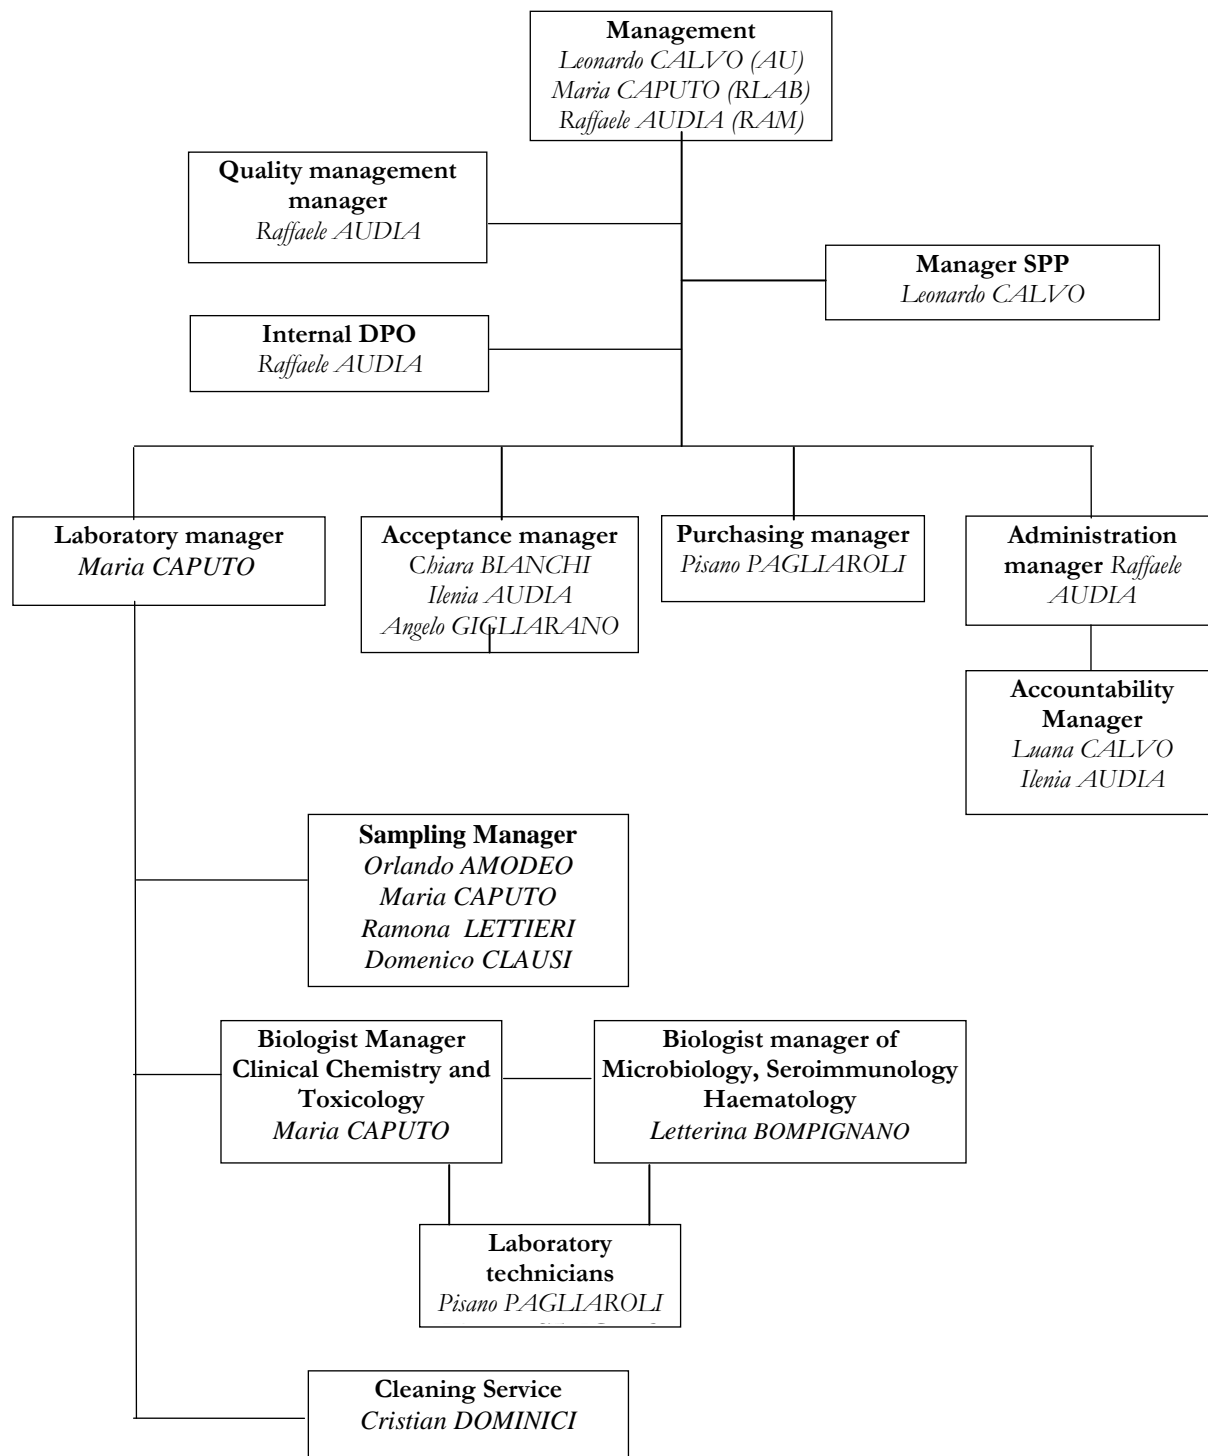 Management
Leonardo CALVO (AU)
Maria CAPUTO (RLAB)
Raffaele AUDIA (RAM)
Quality management
manager
Raffaele AUDIA
Manager SPP
Leonardo CALVO
Internal DPO
Raffaele AUDIA
Laboratory manager
Maria CAPUTO
Acceptance manager
Chiara BIANCHI
Ilenia AUDIA
Angelo GIGLIARANO
Purchasing manager
Pisano PAGLIAROLI
Administration
manager Raffaele
AUDIA
Accountability
Manager
Luana CALVO
Ilenia AUDIA
Sampling Manager
Orlando AMODEO
Maria CAPUTO
Ramona LETTIERI
Domenico CLAUSI
Biologist Manager
Clinical Chemistry and
Toxicology
Maria CAPUTO
Biologist manager of
Microbiology, Seroimmunology
Haematology
Letterina BOMPIGNANO
Laboratory
technicians
Pisano PAGLIAROLI
Cleaning Service
Cristian DOMINICI